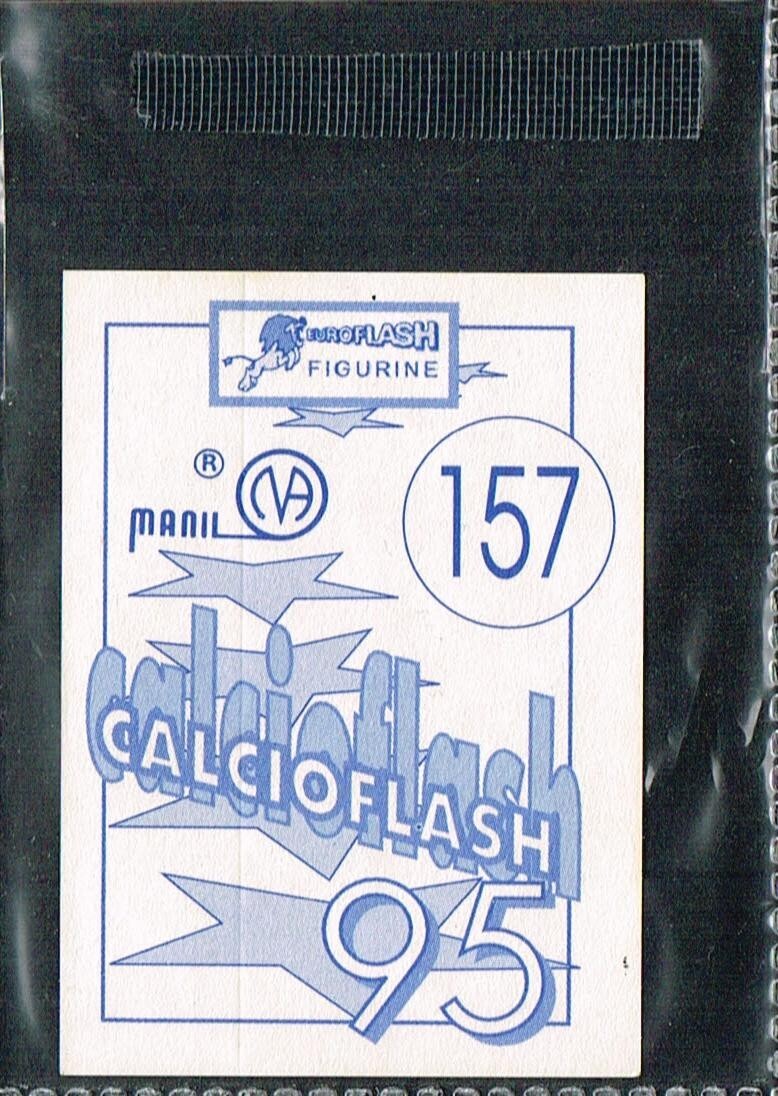 EUROFLASH
FIGURINE
®
MANIL
157
calcioflash
CALCIOFLASH
95